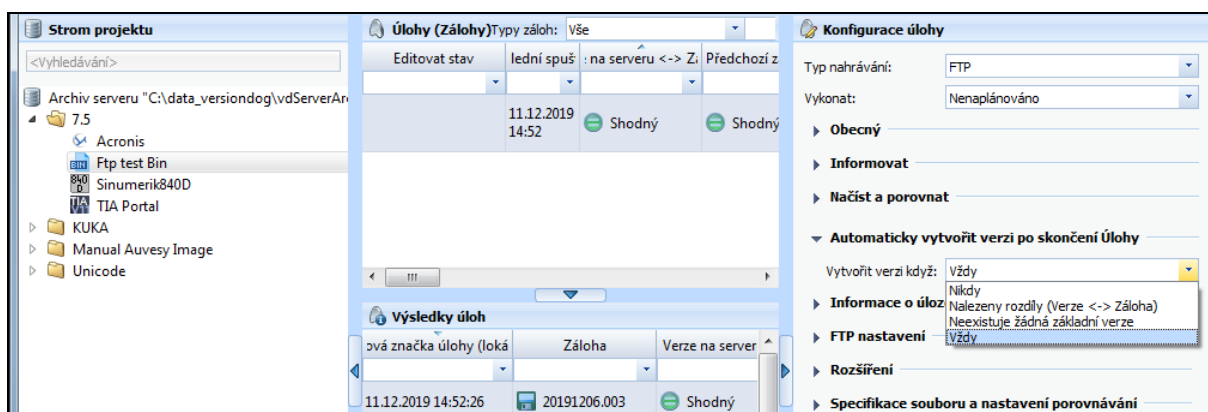 Strom projektu
<Vyhledávání>
Archiv serveru "C:\data_versiondog\vdServerAr
7.5
Acronis
Ftp test Bin
Sinumerik840D
TIA Portal
KUKA
Manual Auvesy Image
Unicode
Úlohy (Zálohy) Typy záloh: Vše
Editovat stav lední spuš : na serveru <-> Zá Předchozí z
11.12.2019 Shodný Shodný
14:52
Výsledky úloh
ová značka úlohy (loká Záloha Verze na server
11.12.2019 14:52:26 20191206.003 Shodný
Konfigurace úlohy
Typ nahrávání: FTP
Vykonat: Nenaplánováno
Obecný
Informovat
Načíst a porovnat
Automaticky vytvořit verzi po skončení Úlohy
Vytvořit verzi když: Vždy
Nikdy
Nalezeny rozdíly (Verze <-> Záloha)
Neexistuje žádná základní verze
Vždy
Informace o úlož
FTP nastavení
Rozšíření
Specifikace souboru a nastavení porovnávání